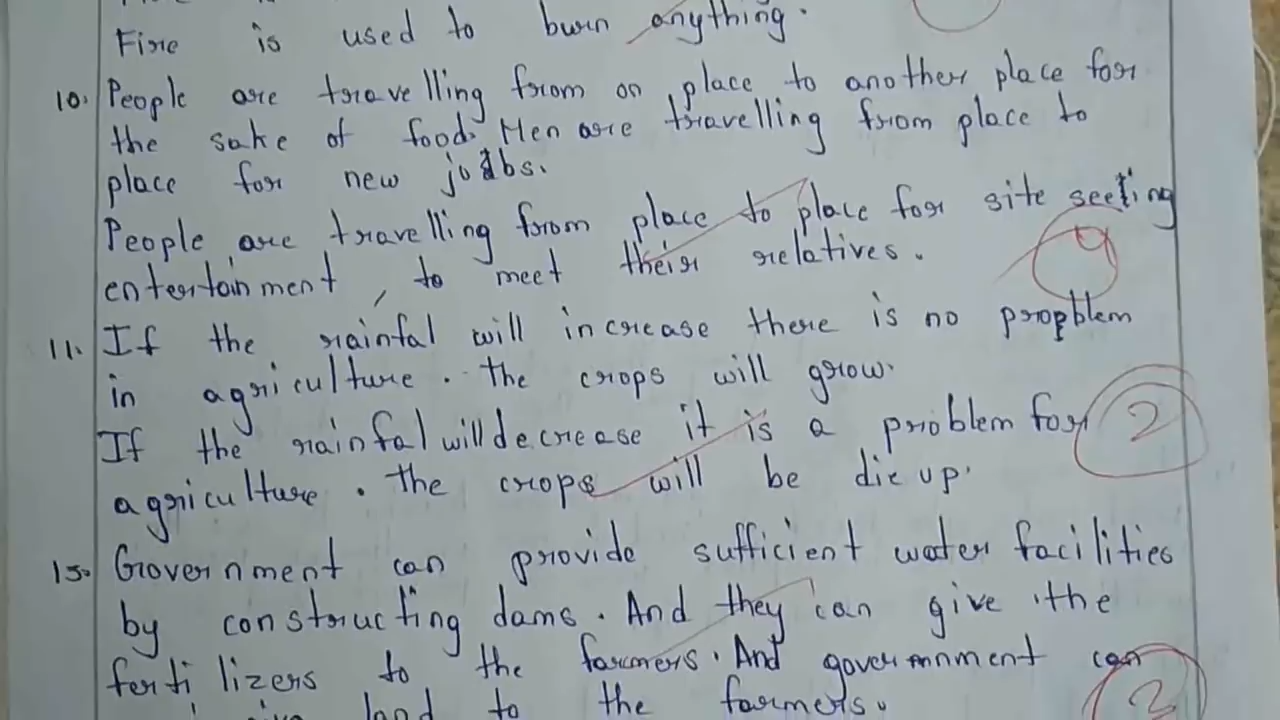 Fire is used to burn anything.
10. People are travelling from on place to another place for
the sake of food. Men are travelling from place to
place for new jobs.
People are travelling from place to place for site seeing
entertainment, to meet their relatives.
11. If the rainfal will increase there is no propblem
in agriculture. the crops will grow.
If the rainfal will decrease it is a problem for
2
agriculture. the crops will be die up.
15. Government can provide sufficient water facilities
by constructing dams. And they can give the
fertilizers to the farmers. And government can
2
land to the farmers.